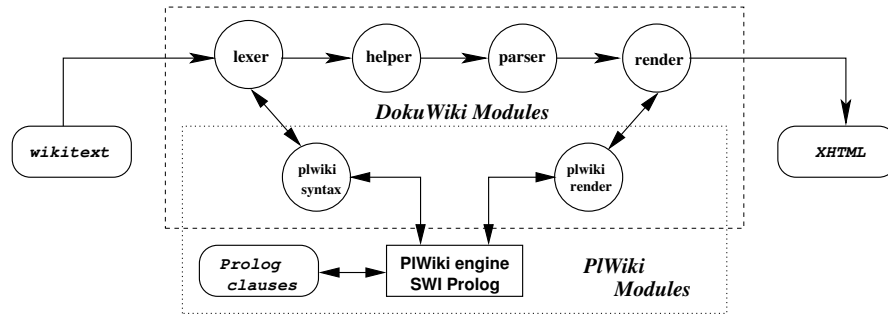 lexer
helper
parser
render
DokuWiki Modules
wikitext
XHTML
plwiki
syntax
plwiki
render
Prolog
clauses
PlWiki engine
SWI Prolog
PlWiki
Modules